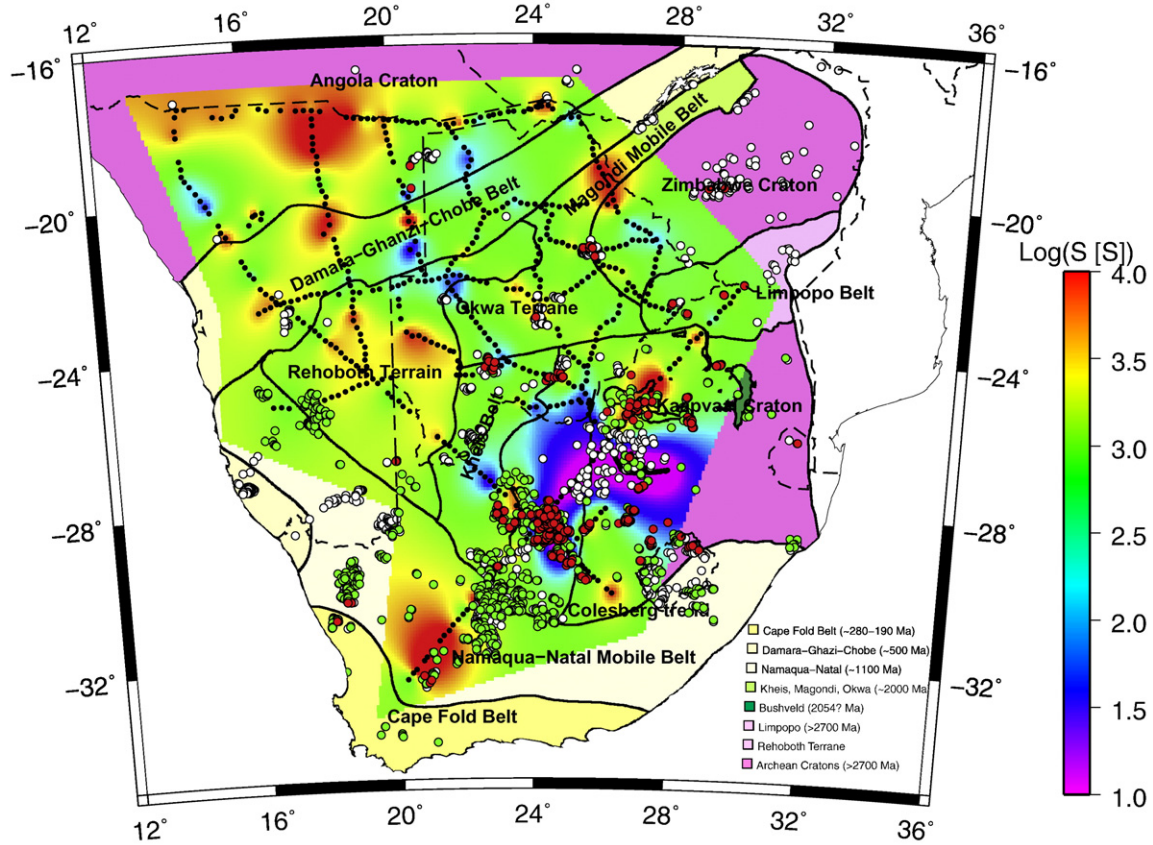 12° 16° 20° 24° 28° 32° 36°
−16° −16°
Angola Craton
Magondi Mobile Belt
Zimbabwe Craton
Damara−Ghanzi−Chobe Belt
−20° −20°
Log(S [S])
4.0
Limpopo Belt
Okwa Terrane
3.5
Rehoboth Terrain
−24° −24°
Kaapvaal Craton
3.0
Kheis Belt
2.5
−28° −28°
2.0
Colesberg trend
Cape Fold Belt (~280−190 Ma)
Damara−Ghazi−Chobe (~500 Ma)
Namaqua−Natal Mobile Belt
Namaqua−Natal (~1100 Ma)
−32° −32°
Kheis, Magondi, Okwa (~2000 Ma)
1.5
Bushveld (2054? Ma)
Cape Fold Belt
Limpopo (>2700 Ma)
Rehoboth Terrane
Archean Cratons (>2700 Ma)
1.0
12° 16° 20° 24° 28° 32° 36°